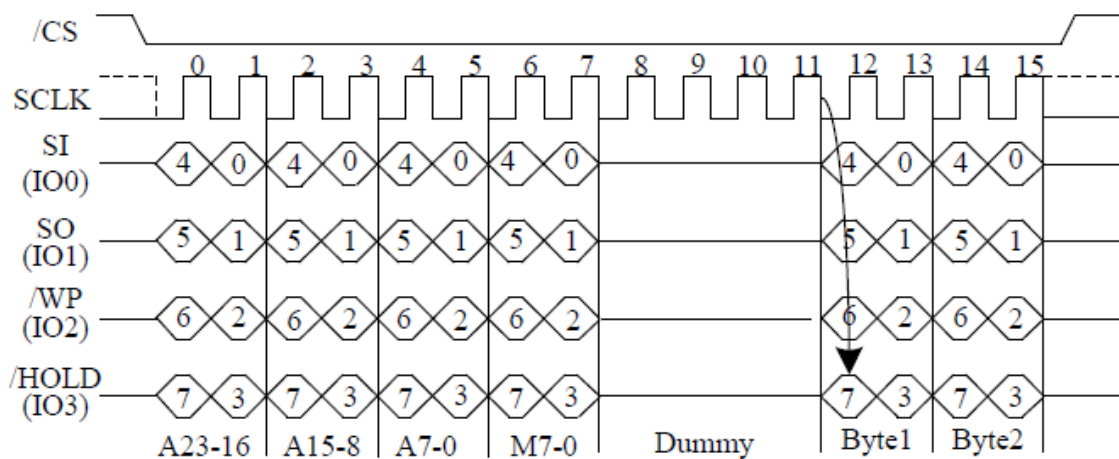 /CS
0 1 2 3 4 5 6 7 8 9 10 11 12 13 14 15
SCLK
SI
(IO0)
4 0 4 0 4 0 4 0 4 0 4 0
SO
(IO1)
5 1 5 1 5 1 5 1 5 1 5 1
/WP
(IO2)
6 2 6 2 6 2 6 2 6 2 6 2
/HOLD
(IO3)
7 3 7 3 7 3 7 3 7 3 7 3
A23-16 A15-8 A7-0 M7-0 Dummy Byte1 Byte2